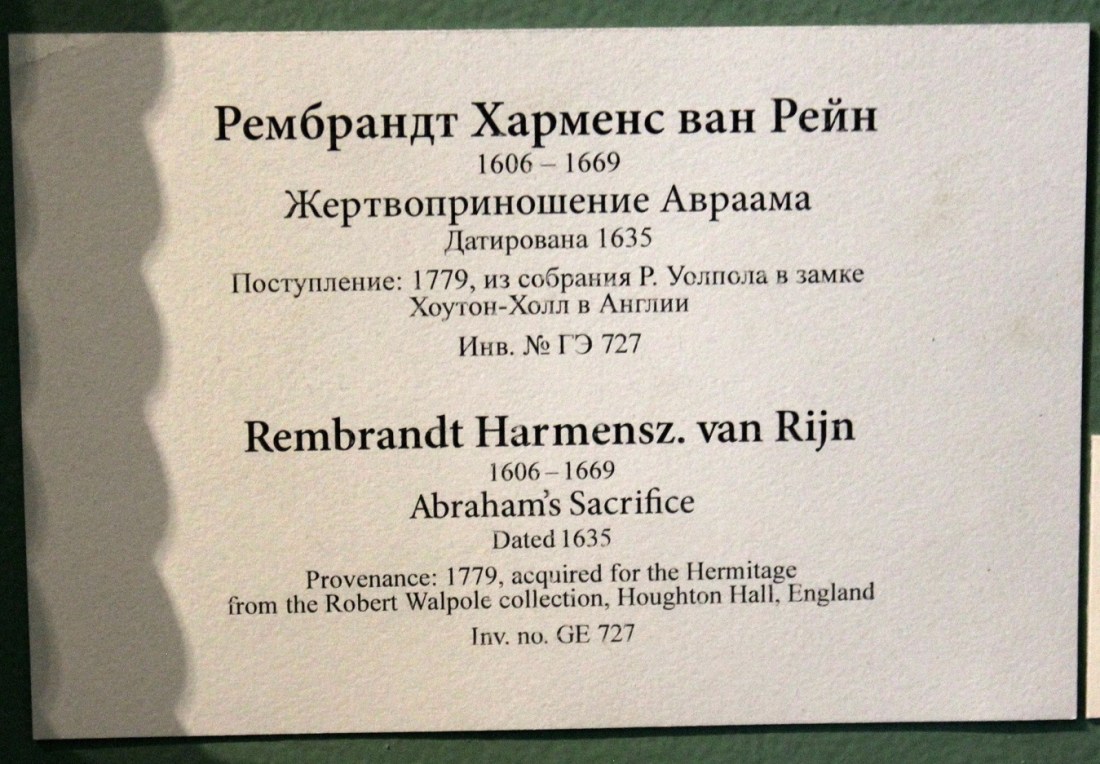 Рембрандт Харменс ван Рейн
1606 – 1669
Жертвоприношение Авраама
Датирована 1635
Поступление: 1779, из собрания Р. Уолпола в замке
Хоутон-Холл в Англии
Инв. № ГЭ 727
Rembrandt Harmensz. van Rijn
1606 – 1669
Abraham's Sacrifice
Dated 1635
Provenance: 1779, acquired for the Hermitage
from the Robert Walpole collection, Houghton Hall, England
Inv. no. GE 727